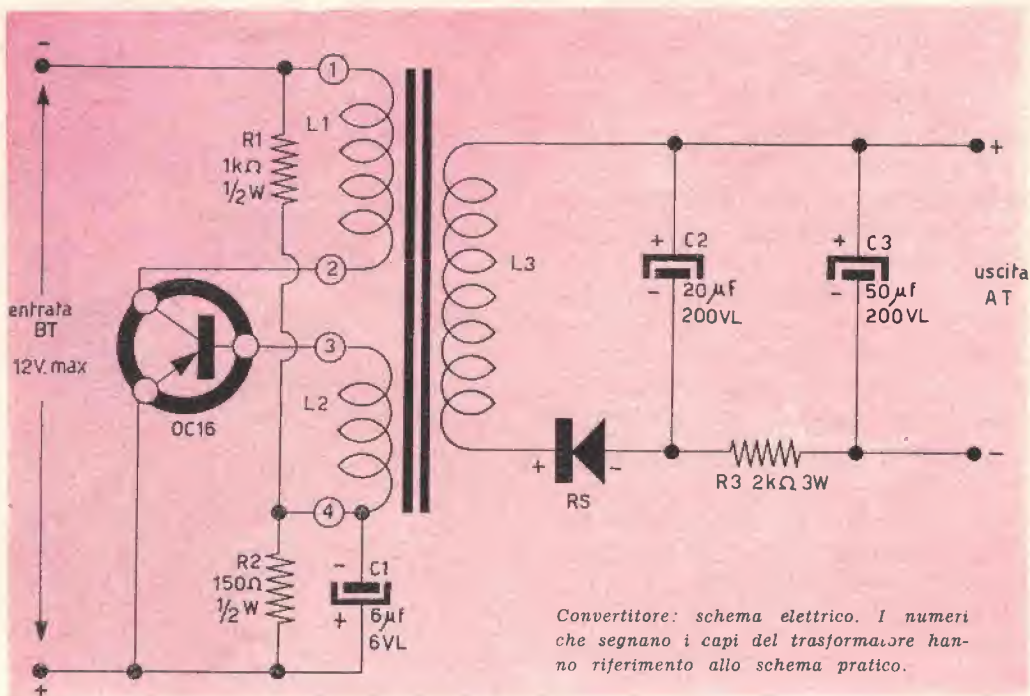 -
entrata
BT
12V. max
+
R1
1kΩ
1/2 W
1
L1
2
OC16
3
L2
4
R2
150Ω
1/2 W
-
C1
+
6µf
6VL
L3
+
RS
-
+
C2
-
20µf
200VL
R3 2kΩ 3W
+
C3
-
50µf
200VL
+
uscita
AT
-
Convertitore: schema elettrico. I numeri
che segnano i capi del trasformatore han-
no riferimento allo schema pratico.